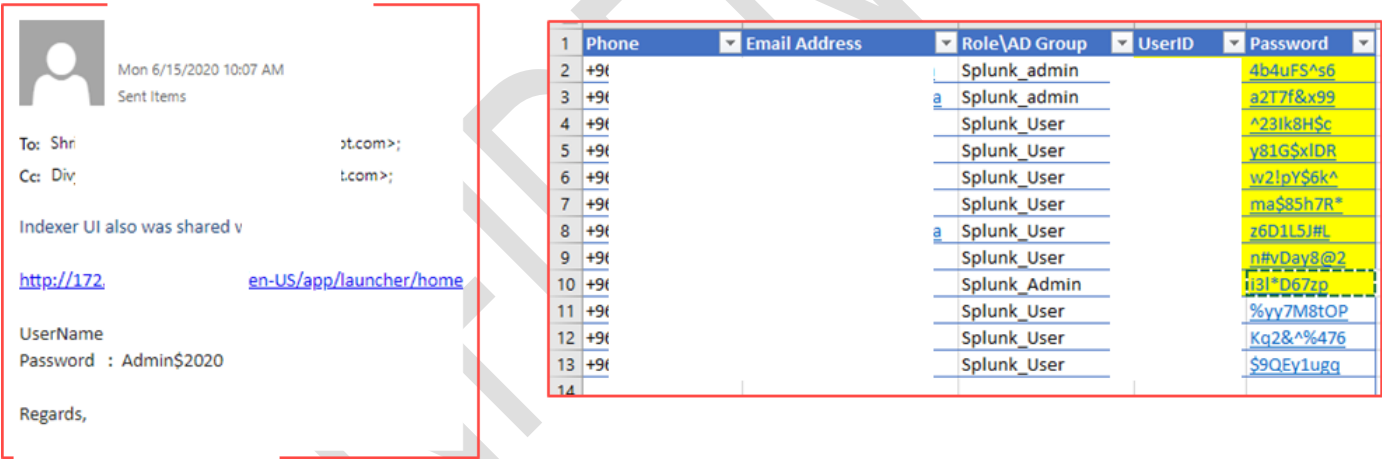 Mon 6/15/2020 10:07 AM
Sent Items
To: Shri ot.com>;
Cc: Div t.com>;
Indexer UI also was shared
http://172. en-US/app/launcher/home
UserName
Password : Admin$2020
Regards,
1 Phone Email Address Role\AD Group UserID Password
2 +96 Splunk_admin 4b4uFS^s6
3 +96 a Splunk_admin a2T7f&x99
4 +96 Splunk_User ^23Ik8H$c
5 +96 Splunk_User y81G$xlDR
6 +96 Splunk_User w2!pY$6k^
7 +96 Splunk_User ma$85h7R*
8 +96 a Splunk_User z6D1L5J#L
9 +96 Splunk_User n#vDay8@2
10 +96 Splunk_Admin i3l*D67zp
11 +96 Splunk_User %yy7M8tOP
12 +96 Splunk_User Kq2&^%476
13 +96 Splunk_User $9QEy1ugq
14